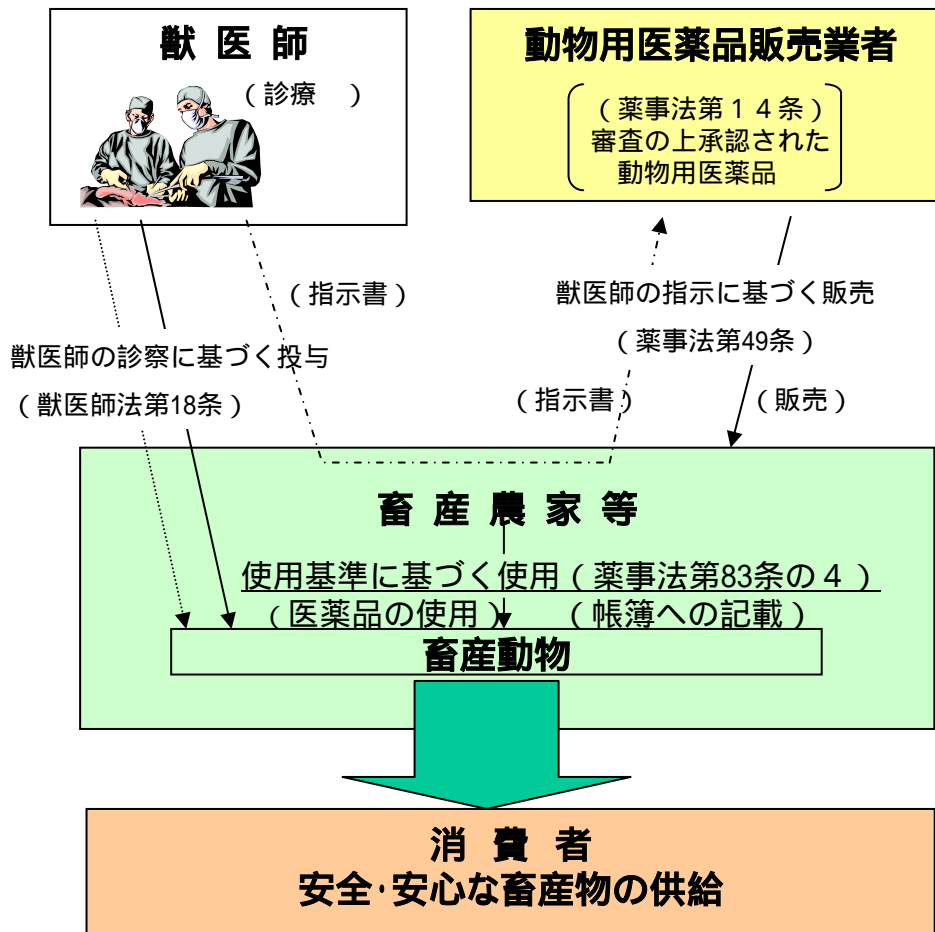 獣 医 師
（診療　）
動物用医薬品販売業者
（薬事法第１４条）
審査の上承認された
動物用医薬品
（指示書）
獣医師の指示に基づく販売
（薬事法第49条）
獣医師の診察に基づく投与
（獣医師法第18条）
（指示書）
（販売）
畜 産 農 家 等
使用基準に基づく使用（薬事法第83条の４）
（医薬品の使用）
（帳簿への記載）
畜産動物
消 費 者
安全・安心な畜産物の供給